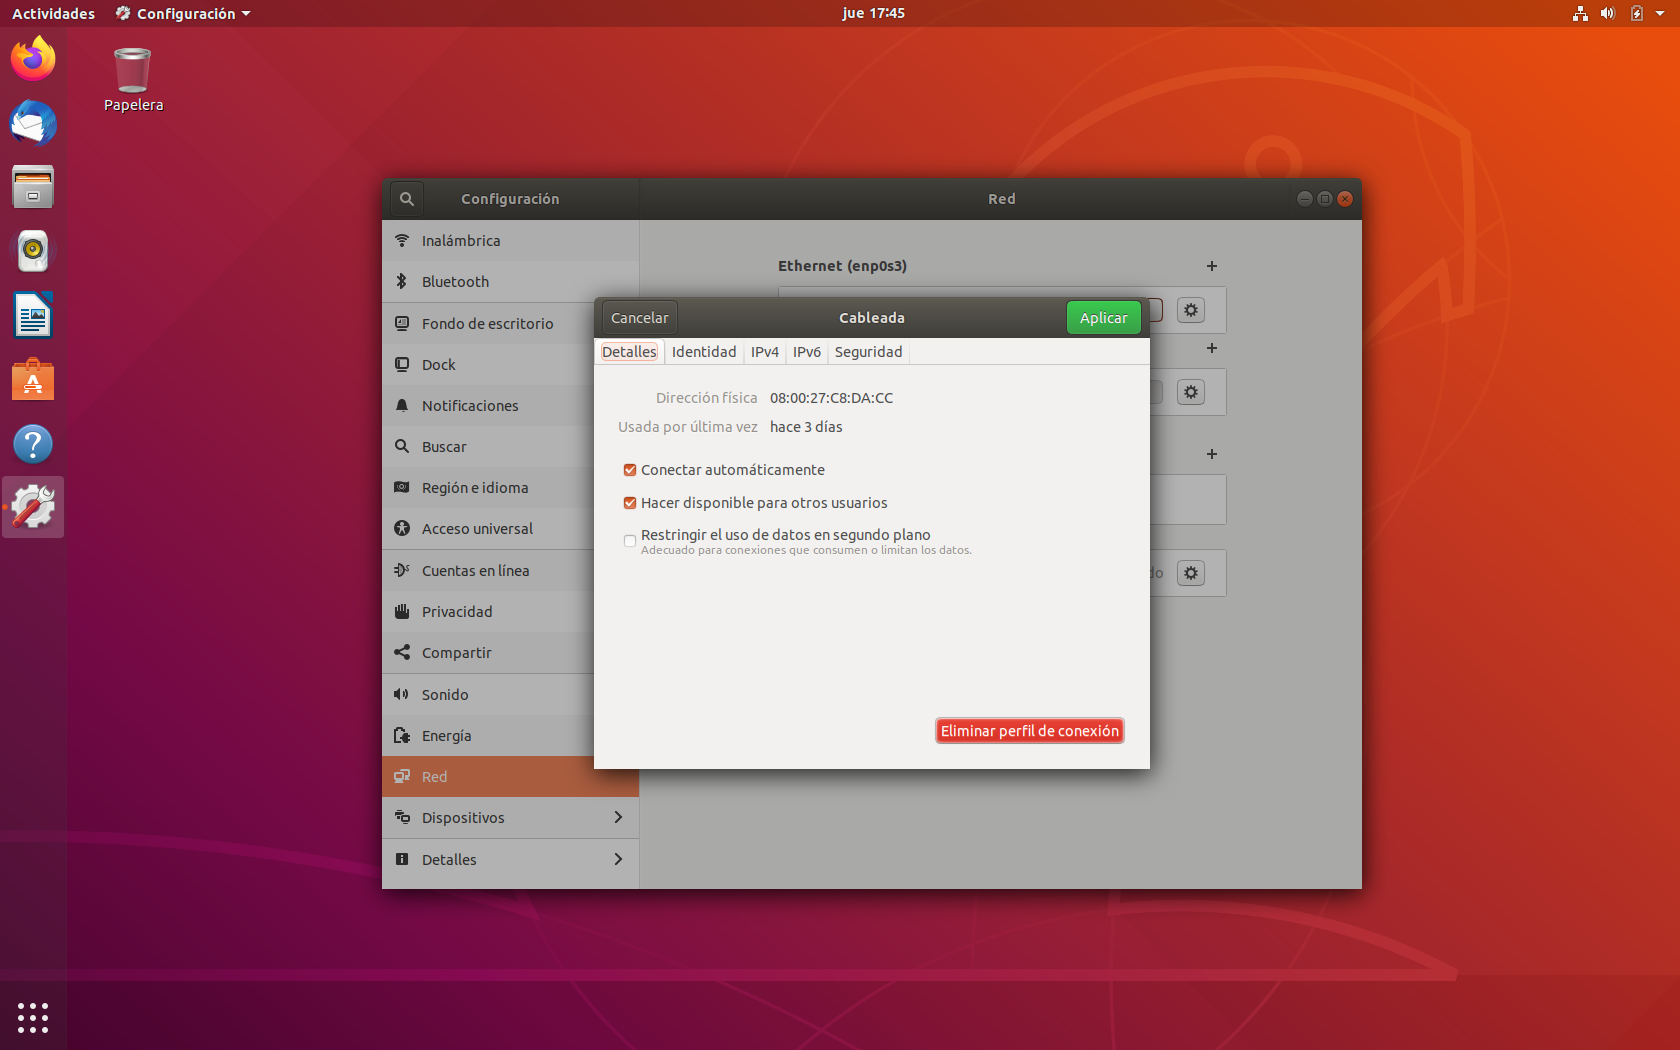 Actividades
Configuración
jue 17:45
Papelera
Configuración
Red
Inalámbrica
Bluetooth
Fondo de escritorio
Dock
Notificaciones
Buscar
Región e idioma
Acceso universal
Cuentas en línea
Privacidad
Compartir
Sonido
Energía
Red
Dispositivos
Detalles
Ethernet (enp0s3)
Cancelar
Cableada
Aplicar
Detalles
Identidad
IPv4
IPv6
Seguridad
Dirección física 08:00:27:C8:DA:CC
Usada por última vez hace 3 días
Conectar automáticamente
Hacer disponible para otros usuarios
Restringir el uso de datos en segundo plano
Adecuado para conexiones que consumen o limitan los datos.
Eliminar perfil de conexión